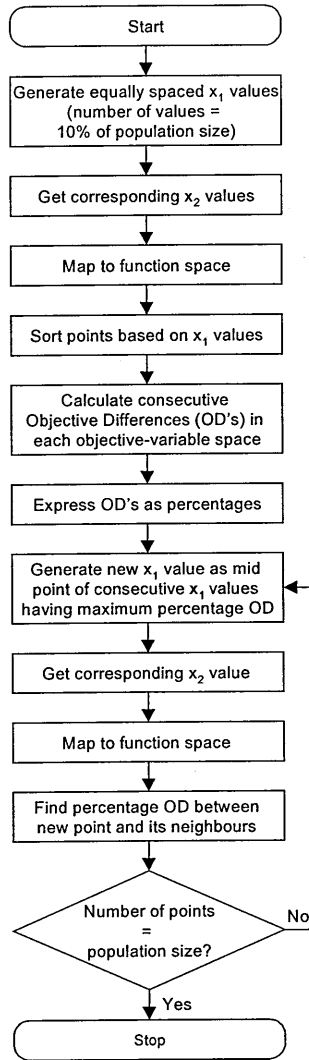 Start
Generate equally spaced x₁ values
(number of values =
10% of population size)
Get corresponding x₂ values
Map to function space
Sort points based on x₁ values
Calculate consecutive
Objective Differences (OD's) in
each objective-variable space
Express OD's as percentages
Generate new x₁ value as mid
point of consecutive x₁ values
having maximum percentage OD
Get corresponding x₂ value
Map to function space
Find percentage OD between
new point and its neighbours
Number of points
=
population size?
No
Yes
Stop